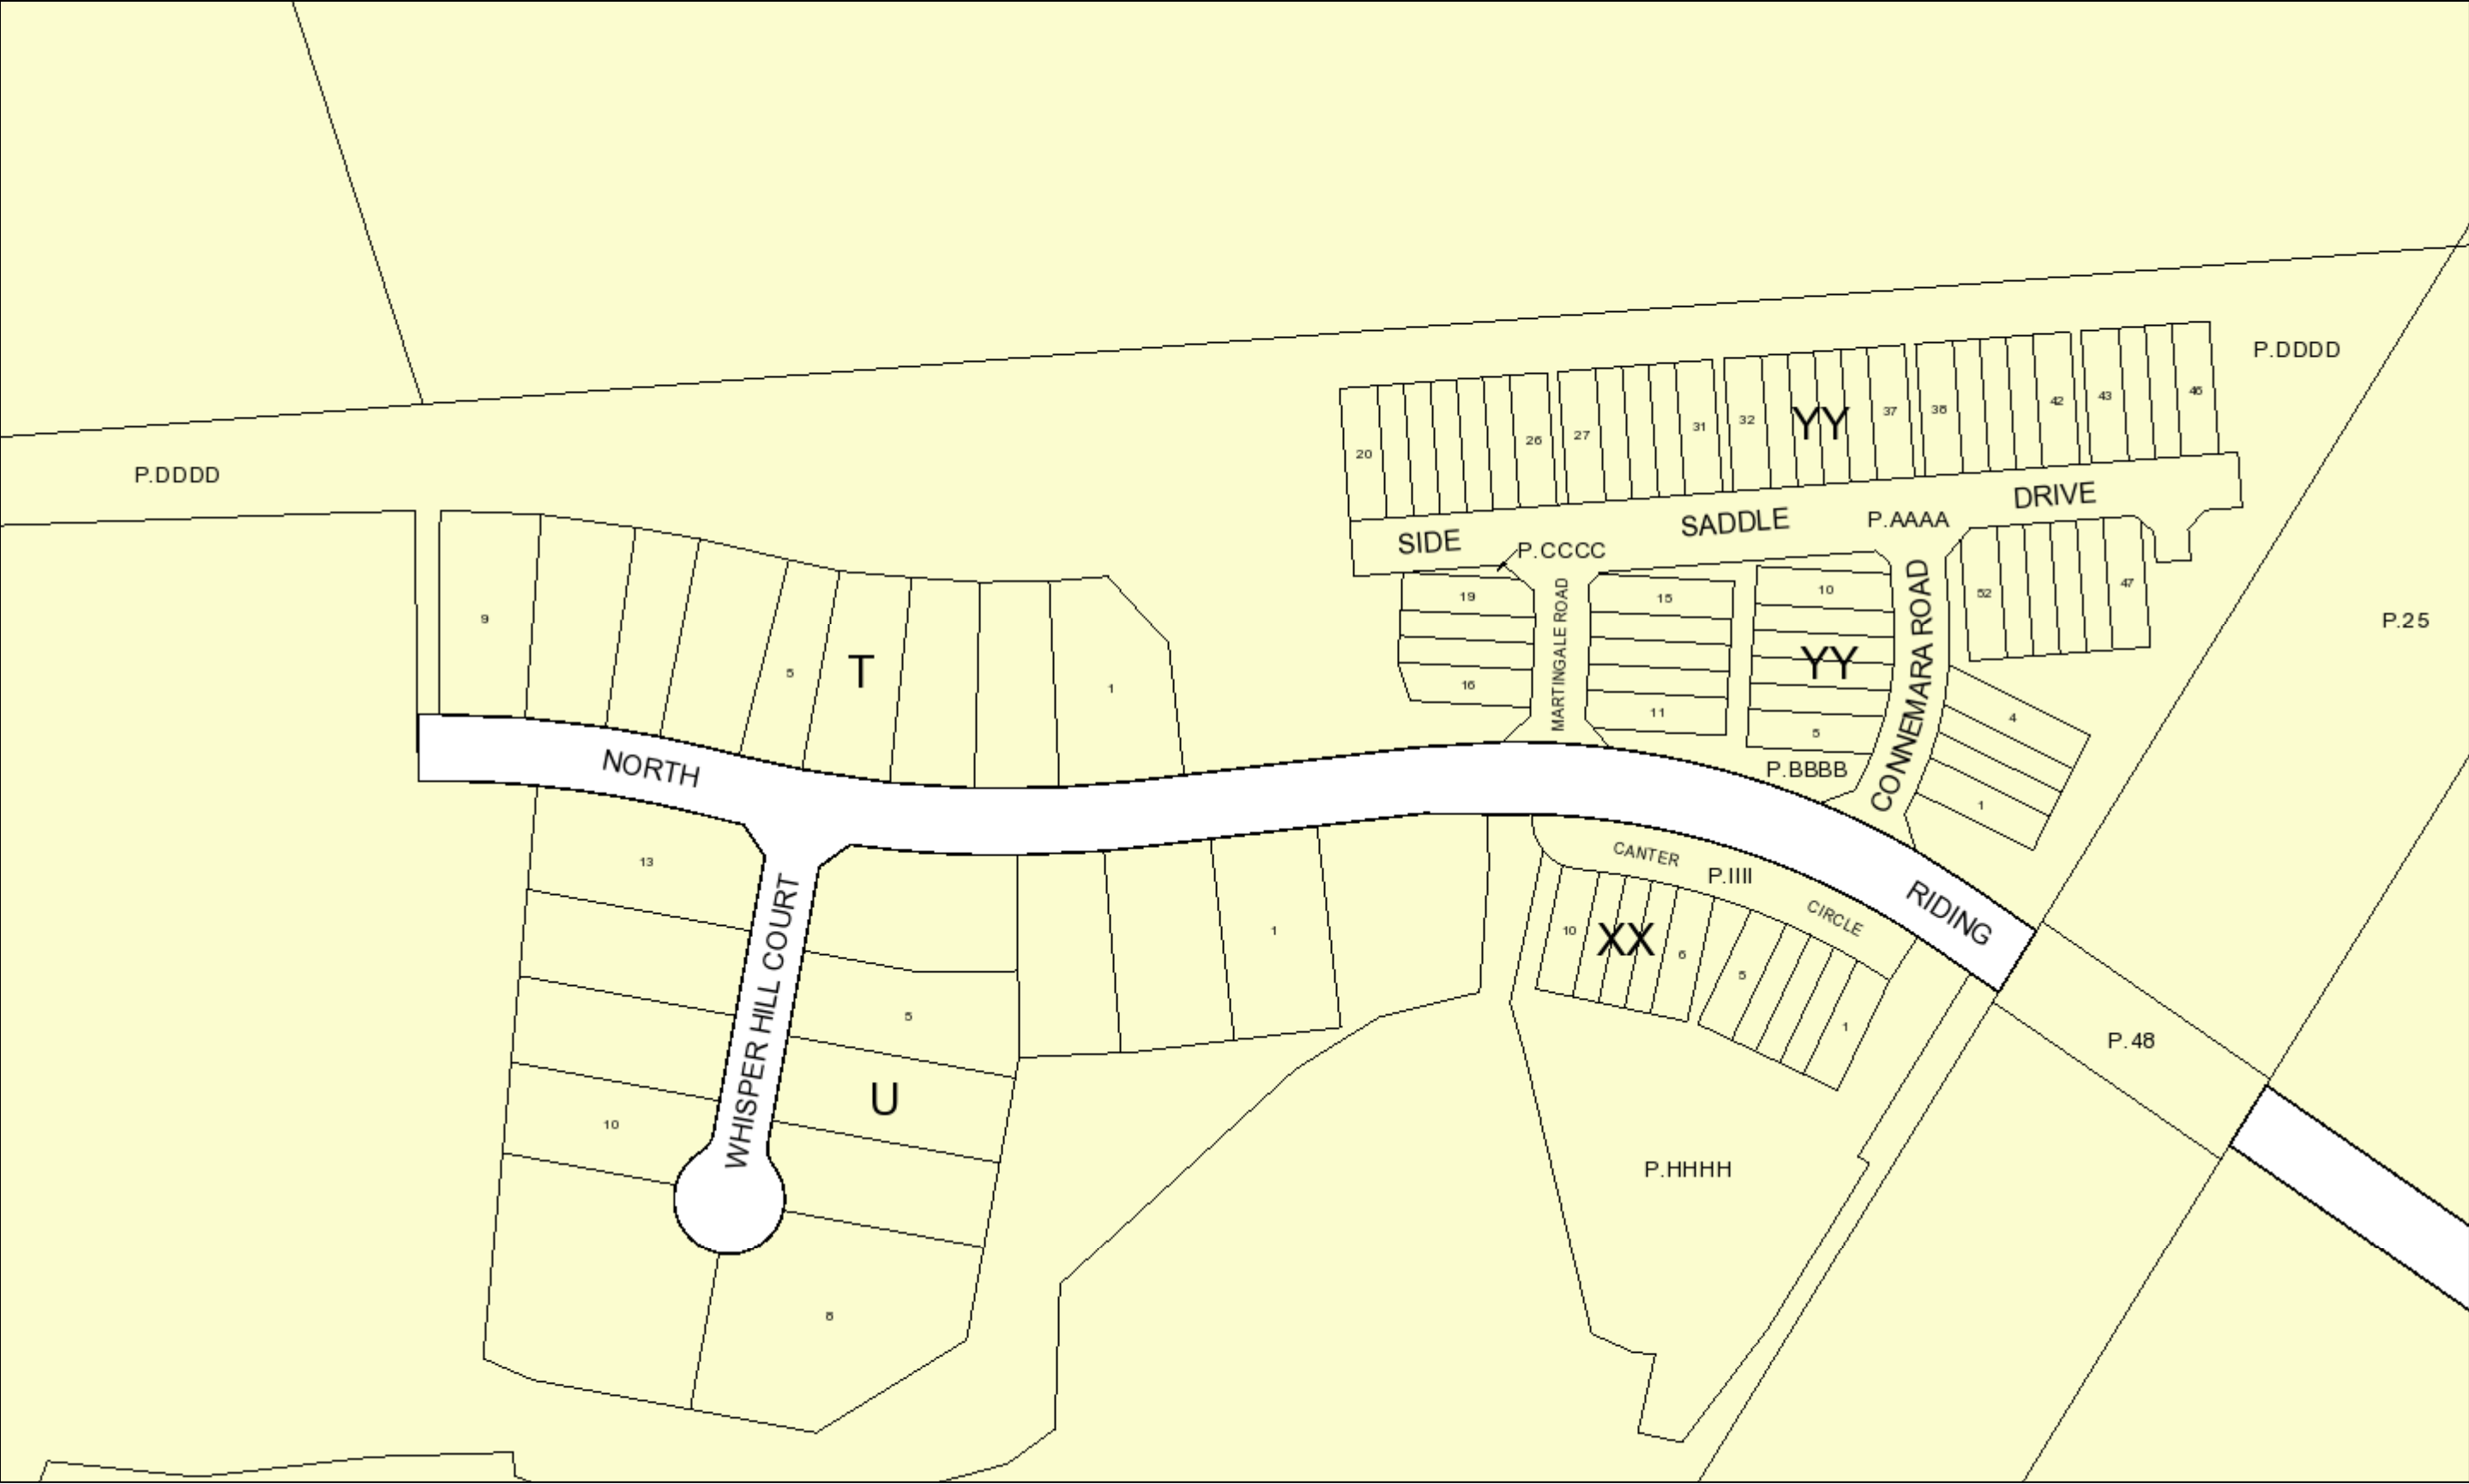 P.DDDD
P.DDDD
20
26
27
31
32
YY
37
38
42
43
46
SIDE
SADDLE
P.AAAA
DRIVE
P.CCCC
19
16
MARTINGALE ROAD
15
11
10
YY
5
P.BBBB
CONNEMARA ROAD
52
47
4
1
P.25
9
5
T
1
NORTH
RIDING
13
10
WHISPER HILL COURT
5
U
8
1
CANTER
P.IIII
CIRCLE
10
XX
6
5
1
P.HHHH
P.48